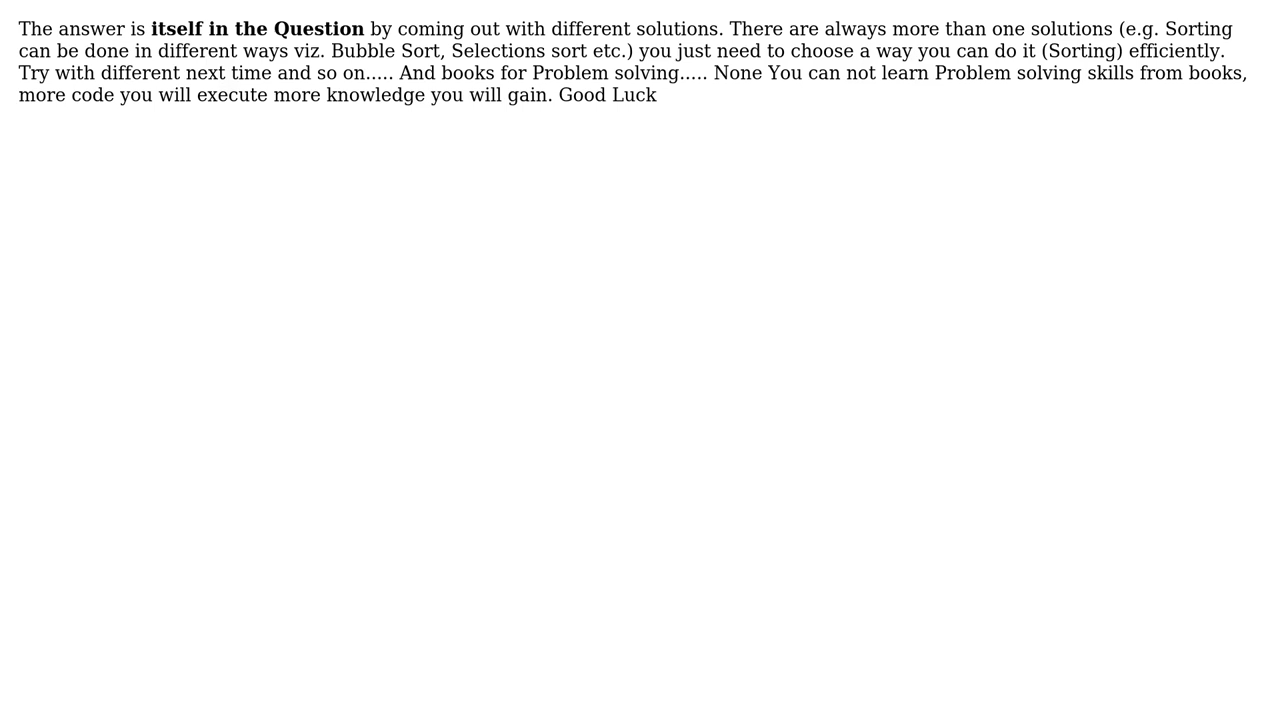 The answer is itself in the Question by coming out with different solutions. There are always more than one solutions (e.g. Sorting
can be done in different ways viz. Bubble Sort, Selections sort etc.) you just need to choose a way you can do it (Sorting) efficiently.
Try with different next time and so on..... And books for Problem solving..... None You can not learn Problem solving skills from books,
more code you will execute more knowledge you will gain. Good Luck